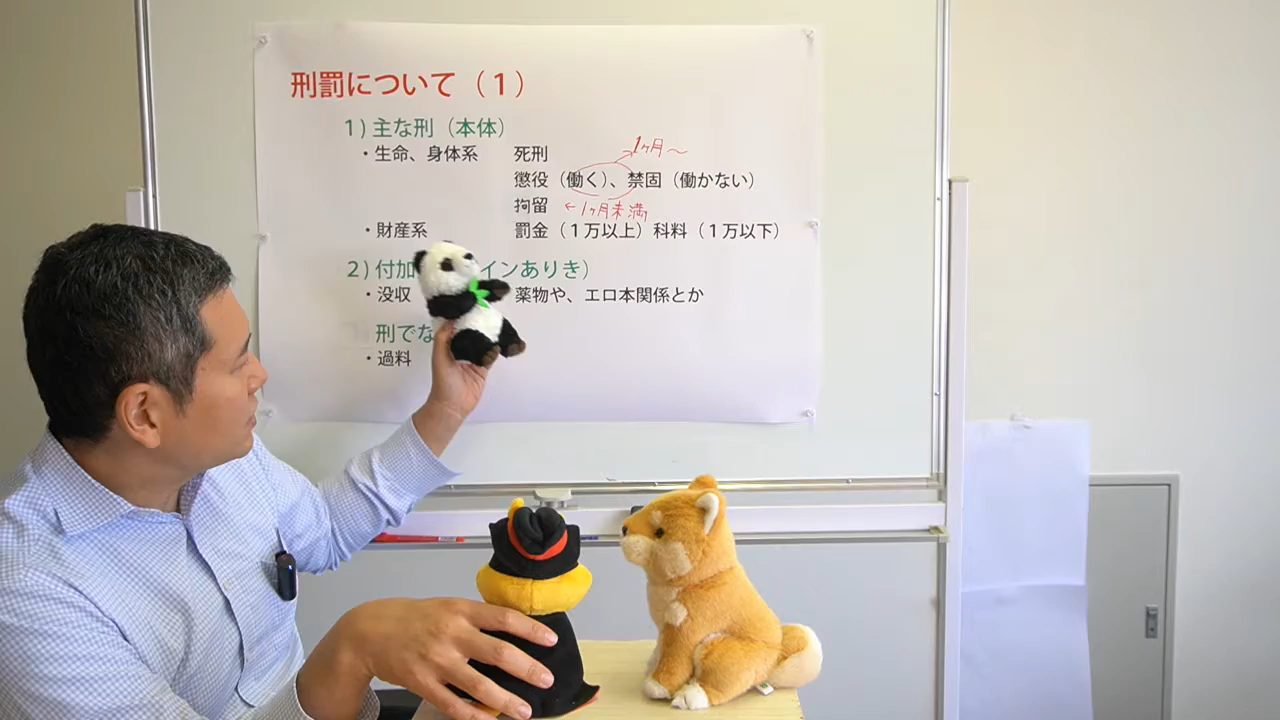 刑罰について（１）
１）主な刑（本体）
・生命、身体系　死刑
1ヶ月～
懲役（働く）、禁固（働かない）
拘留 ←1ヶ月未満
・財産系　罰金（１万以上）科料（１万以下）
２）付加　インありき）
・没収　薬物や、エロ本関係とか
刑でな
・過料